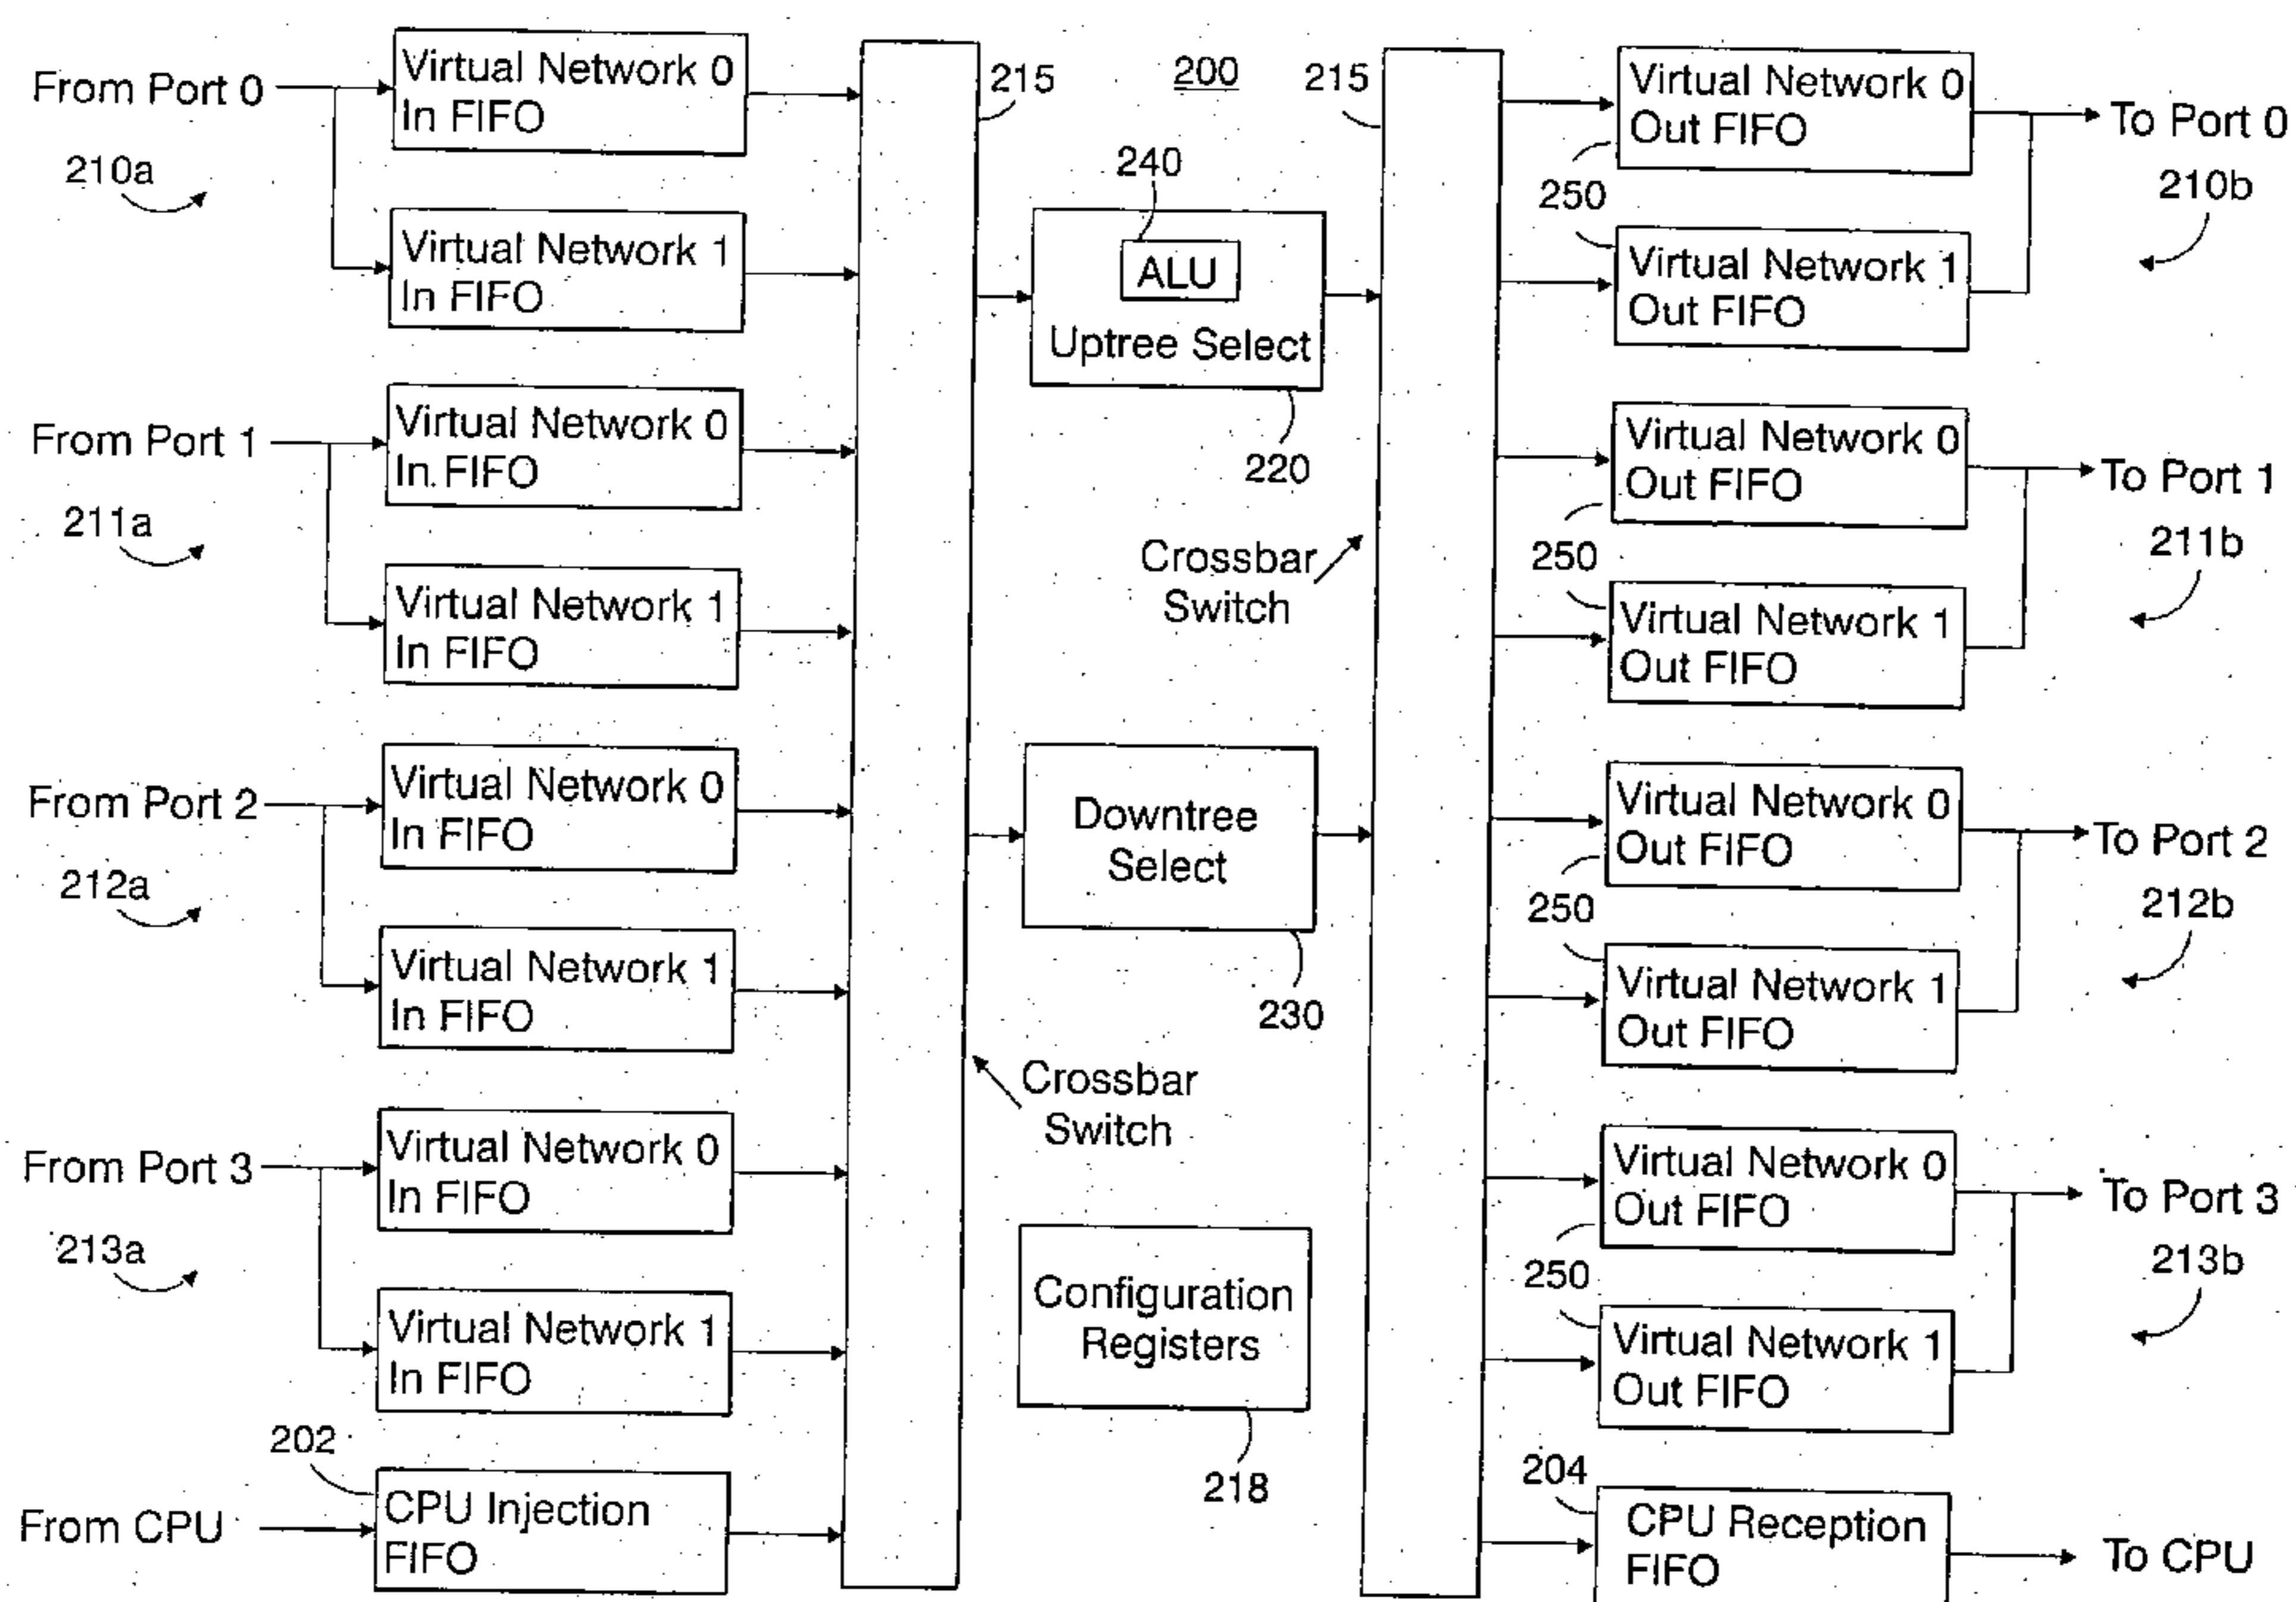 From Port 0
210a
Virtual Network 0
In FIFO
Virtual Network 1
In FIFO
From Port 1
211a
Virtual Network 0
In FIFO
Virtual Network 1
In FIFO
From Port 2
212a
Virtual Network 0
In FIFO
Virtual Network 1
In FIFO
From Port 3
213a
Virtual Network 0
In FIFO
Virtual Network 1
In FIFO
202
From CPU
CPU Injection
FIFO
215
200
215
240
ALU
Uptree Select
220
Crossbar
Switch
Downtree
Select
230
Crossbar
Switch
Configuration
Registers
218
Virtual Network 0
Out FIFO
250
250
Virtual Network 1
Out FIFO
To Port 0
210b
Virtual Network 0
Out FIFO
250
Virtual Network 1
Out FIFO
To Port 1
211b
Virtual Network 0
Out FIFO
250
Virtual Network 1
Out FIFO
To Port 2
212b
Virtual Network 0
Out FIFO
250
Virtual Network 1
Out FIFO
To Port 3
213b
204
CPU Reception
FIFO
To CPU